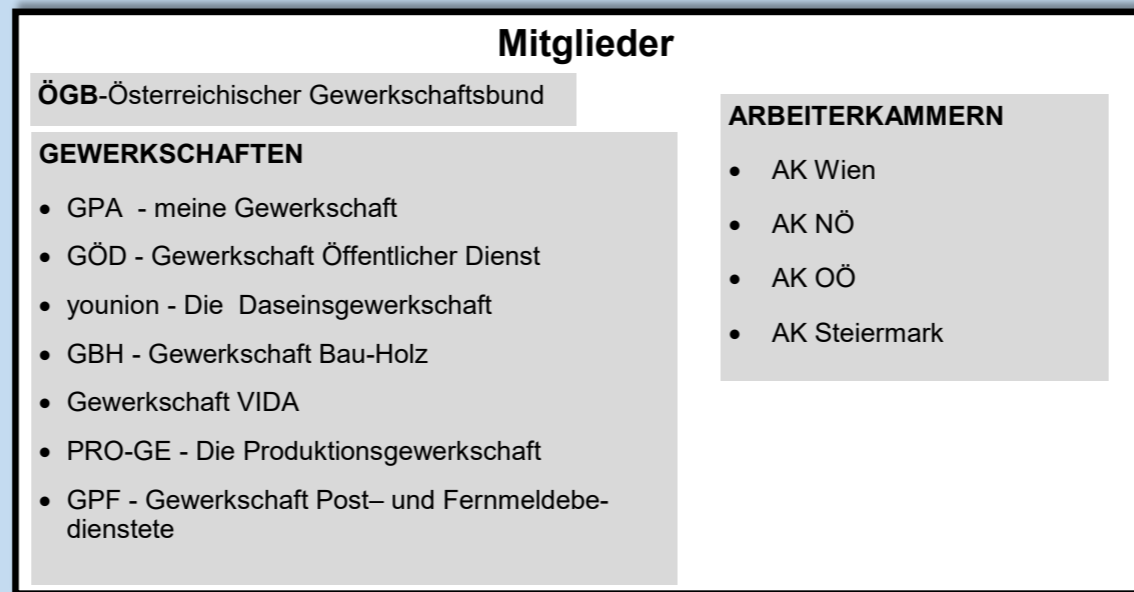 Mitglieder
ÖGB-Österreichischer Gewerkschaftsbund
GEWERKSCHAFTEN
• GPA - meine Gewerkschaft
• GÖD - Gewerkschaft Öffentlicher Dienst
• younion - Die Daseinsgewerkschaft
• GBH - Gewerkschaft Bau-Holz
• Gewerkschaft VIDA
• PRO-GE - Die Produktionsgewerkschaft
• GPF - Gewerkschaft Post– und Fernmeldebe-
dienstete
ARBEITERKAMMERN
• AK Wien
• AK NÖ
• AK OÖ
• AK Steiermark